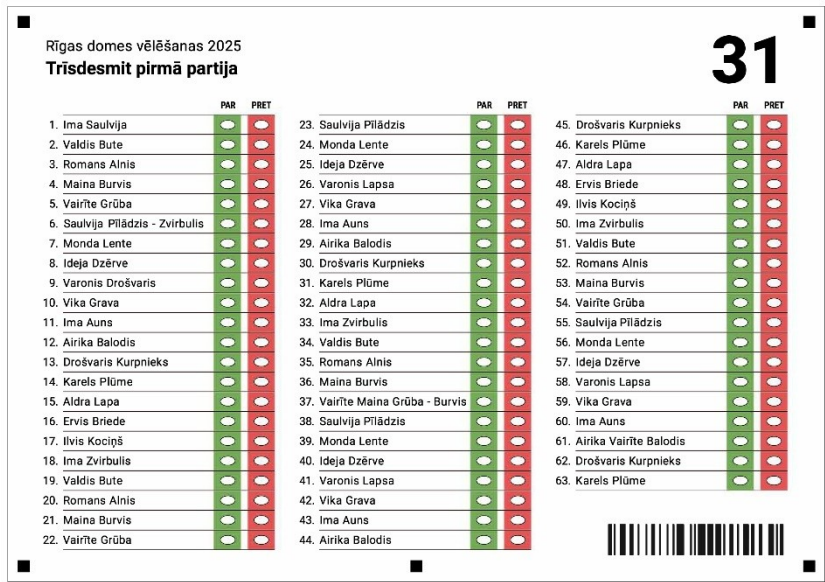 Rīgas domes vēlēšanas 2025
Trīsdesmit pirmā partija
31
PAR PRET
1. Ima Saulvija
2. Valdis Bute
3. Romans Alnis
4. Maina Burvis
5. Vairīte Grūba
6. Saulvija Pīlādzis - Zvirbulis
7. Monda Lente
8. Ideja Dzērve
9. Varonis Drošvaris
10. Vika Grava
11. Ima Auns
12. Airika Balodis
13. Drošvaris Kurpnieks
14. Karels Plūme
15. Aldra Lapa
16. Ervis Briede
17. Ilvis Kociņš
18. Ima Zvirbulis
19. Valdis Bute
20. Romans Alnis
21. Maina Burvis
22. Vairīte Grūba
PAR PRET
23. Saulvija Pīlādzis
24. Monda Lente
25. Ideja Dzērve
26. Varonis Lapsa
27. Vika Grava
28. Ima Auns
29. Airika Balodis
30. Drošvaris Kurpnieks
31. Karels Plūme
32. Aldra Lapa
33. Ima Zvirbulis
34. Valdis Bute
35. Romans Alnis
36. Maina Burvis
37. Vairīte Maina Grūba - Burvis
38. Saulvija Pīlādzis
39. Monda Lente
40. Ideja Dzērve
41. Varonis Lapsa
42. Vika Grava
43. Ima Auns
44. Airika Balodis
PAR PRET
45. Drošvaris Kurpnieks
46. Karels Plūme
47. Aldra Lapa
48. Ervis Briede
49. Ilvis Kociņš
50. Ima Zvirbulis
51. Valdis Bute
52. Romans Alnis
53. Maina Burvis
54. Vairīte Grūba
55. Saulvija Pīlādzis
56. Monda Lente
57. Ideja Dzērve
58. Varonis Lapsa
59. Vika Grava
60. Ima Auns
61. Airika Vairīte Balodis
62. Drošvaris Kurpnieks
63. Karels Plūme